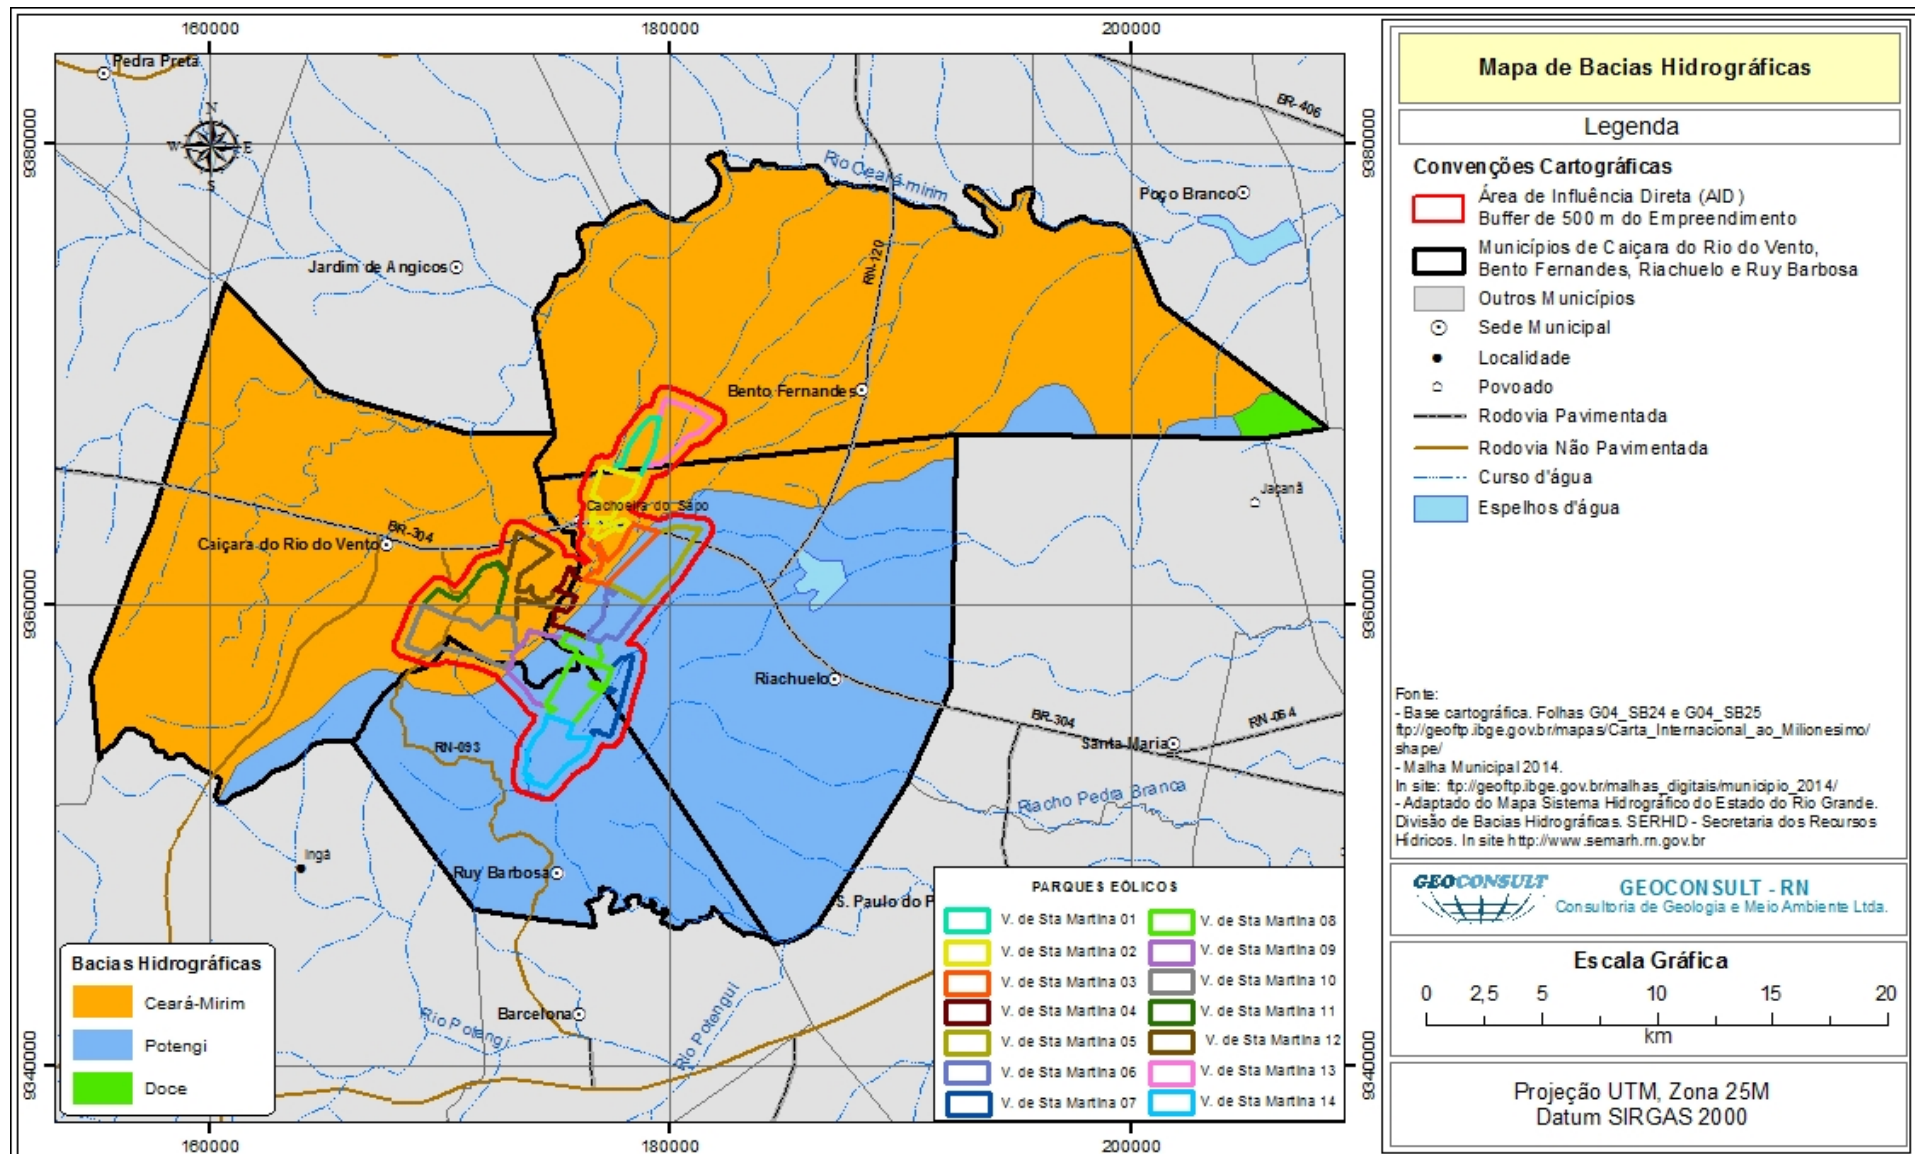 160000
180000
200000
9380000
9380000
9360000
9360000
9340000
9340000
160000
180000
200000
Pedra Preta
N
W
E
S
BR-406
Rio Ceará-mirim
Poço Branco
Jardim de Angicos
RN-120
Bento Fernandes
Jaçanã
Cachoeira do Sapo
BR-304
Caiçara do Rio do Vento
Riachuelo
BR-304
RN-064
Santa Maria
RN-093
Riacho Pedra Branca
Ingá
Ruy Barbosa
S. Paulo do P
Barcelona
Rio Potengi
Rio Potengui
Bacias Hidrográficas
Ceará-Mirim
Potengi
Doce
PARQUES EÓLICOS
V. de Sta Martina 01
V. de Sta Martina 02
V. de Sta Martina 03
V. de Sta Martina 04
V. de Sta Martina 05
V. de Sta Martina 06
V. de Sta Martina 07
V. de Sta Martina 08
V. de Sta Martina 09
V. de Sta Martina 10
V. de Sta Martina 11
V. de Sta Martina 12
V. de Sta Martina 13
V. de Sta Martina 14
Mapa de Bacias Hidrográficas
Legenda
Convenções Cartográficas
Área de Influência Direta (AID)
Buffer de 500 m do Empreendimento
Municípios de Caiçara do Rio do Vento,
Bento Fernandes, Riachuelo e Ruy Barbosa
Outros Municípios
Sede Municipal
Localidade
Povoado
Rodovia Pavimentada
Rodovia Não Pavimentada
Curso d'água
Espelhos d'água
Fonte:
- Base cartográfica. Folhas G04_SB24 e G04_SB25
ftp://geoftp.ibge.gov.br/mapas/Carta_Internacional_ao_Milionesimo/
shape/
- Malha Municipal 2014.
In site: ftp://geoftp.ibge.gov.br/malhas_digitais/municipio_2014/
- Adaptado do Mapa Sistema Hidrográfico do Estado do Rio Grande.
Divisão de Bacias Hidrográficas. SERHID - Secretaria dos Recursos
Hídricos. In site http://www.semarh.rn.gov.br
GEOCONSULT
GEOCONSULT - RN
Consultoria de Geologia e Meio Ambiente Ltda.
Escala Gráfica
0 2,5 5 10 15 20
km
Projeção UTM, Zona 25M
Datum SIRGAS 2000